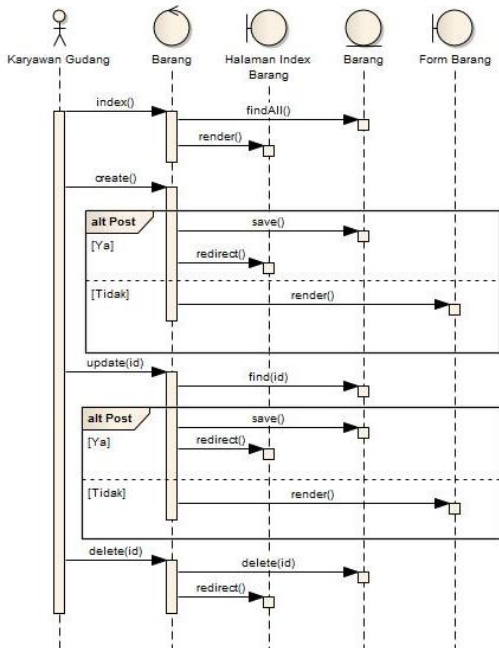 Karyawan Gudang
Barang
Halaman Index
Barang
Barang
Form Barang
index()
findAll()
render()
create()
alt Post
save()
[Ya]
redirect()
[Tidak]
render()
update(id)
find(id)
alt Post
save()
[Ya]
redirect()
[Tidak]
render()
delete(id)
delete(id)
redirect()